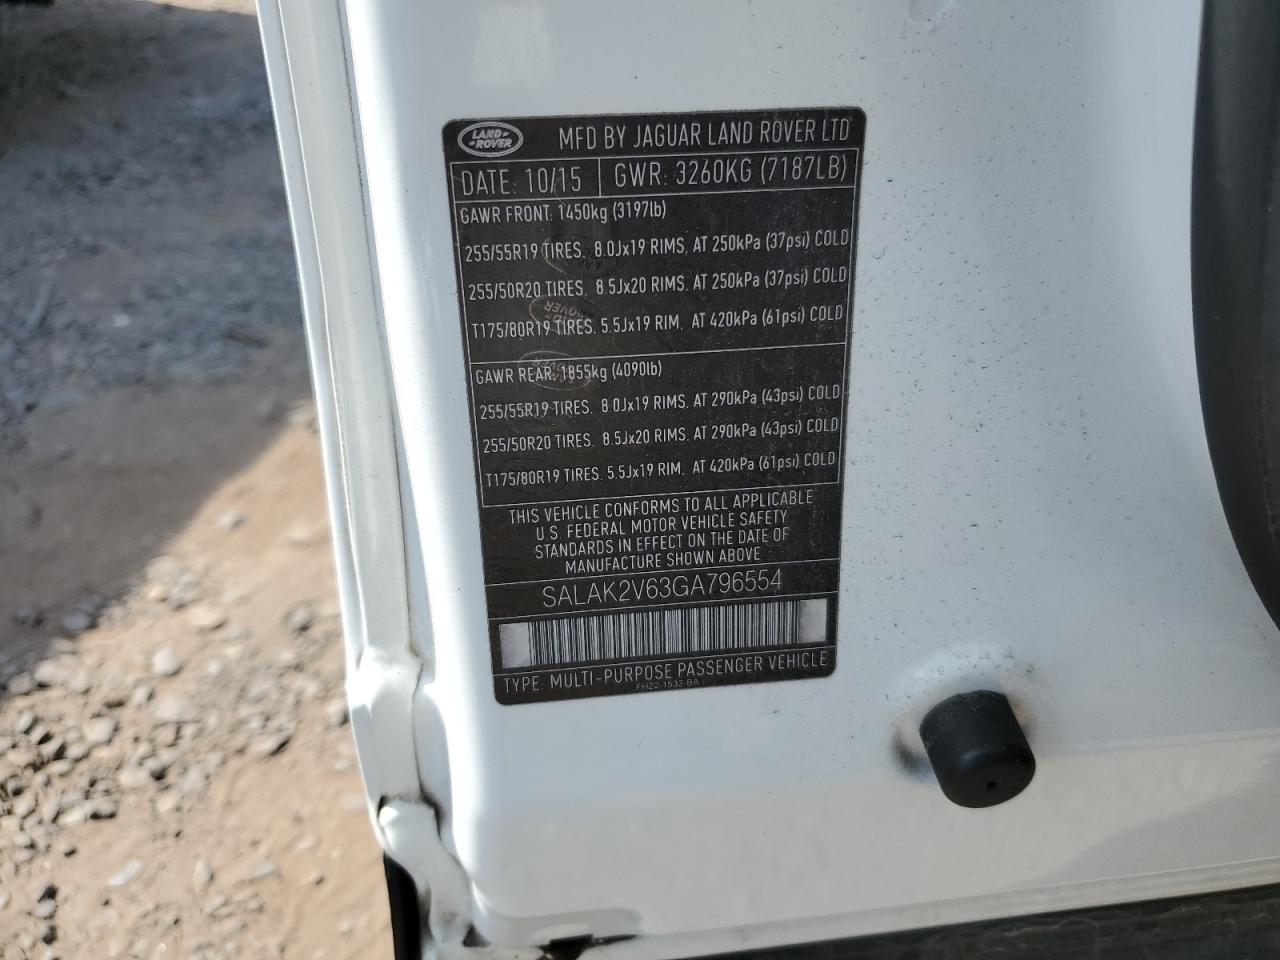 LAND ROVER
MFD BY JAGUAR LAND ROVER LTD
DATE: 10/15 GWR: 3260KG (7187LB)
GAWR FRONT: 1450kg (3197lb)
255/55R19 TIRES. 8.0Jx19 RIMS, AT 250kPa (37psi) COLD
255/50R20 TIRES. 8.5Jx20 RIMS, AT 250kPa (37psi) COLD
T175/80R19 TIRES. 5.5Jx19 RIM, AT 420kPa (61psi) COLD
GAWR REAR: 1855kg (4090lb)
255/55R19 TIRES. 8.0Jx19 RIMS. AT 290kPa (43psi) COLD
255/50R20 TIRES. 8.5Jx20 RIMS. AT 290kPa (43psi) COLD
T175/80R19 TIRES. 5.5Jx19 RIM, AT 420kPa (61psi) COLD
THIS VEHICLE CONFORMS TO ALL APPLICABLE
U.S. FEDERAL MOTOR VEHICLE SAFETY
STANDARDS IN EFFECT ON THE DATE OF
MANUFACTURE SHOWN ABOVE
SALAK2V63GA796554
TYPE: MULTI-PURPOSE PASSENGER VEHICLE
FH22-1532-BA